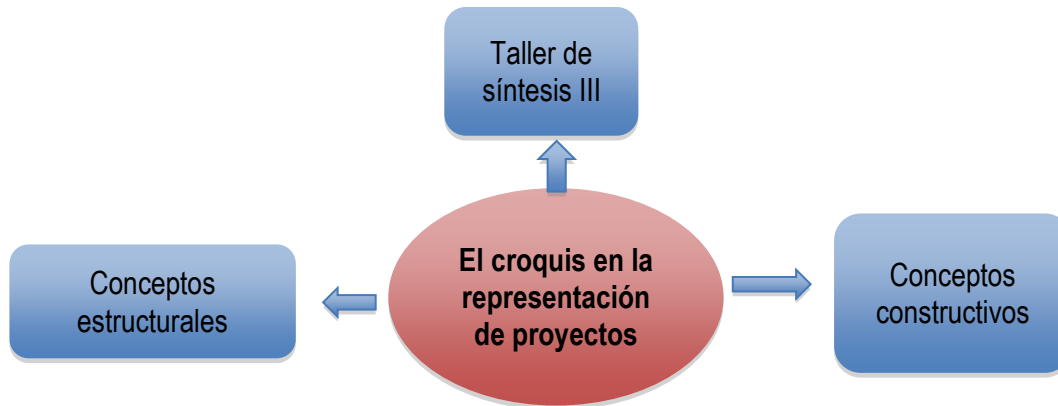 Taller de
síntesis III
El croquis en la
representación
de proyectos
Conceptos
estructurales
Conceptos
constructivos